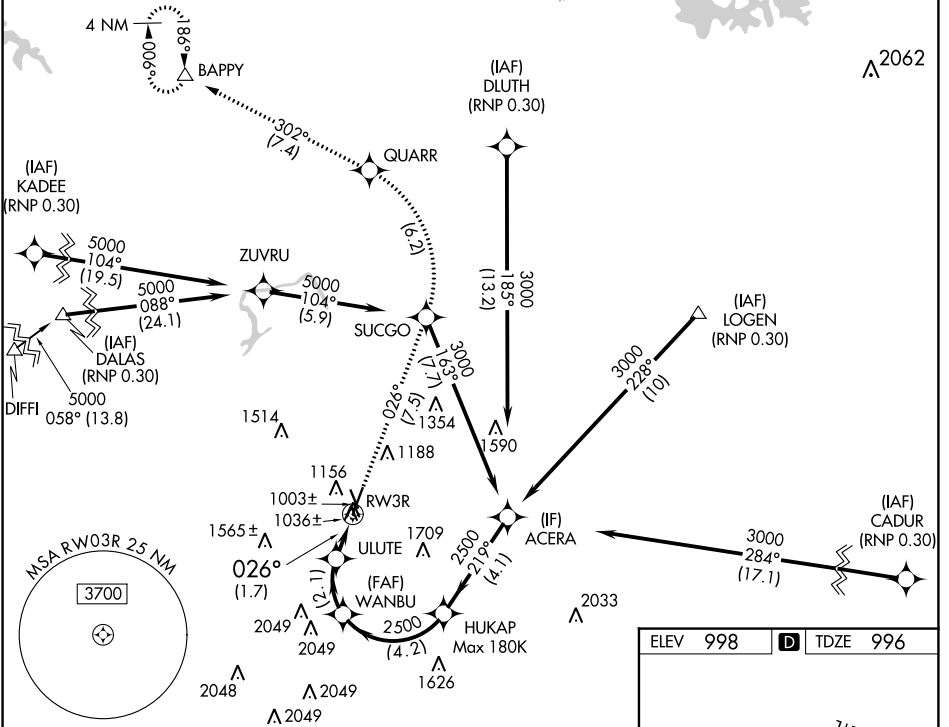 4 NM
006°
186°
BAPPY
302°
(7.4)
QUARR
(6.2)
(IAF)
DLUTH
(RNP 0.30)
3000
185°
(13.2)
2062
(IAF)
KADEE
(RNP 0.30)
5000
104°
(19.5)
ZUVRU
5000
104°
(5.9)
SUCGO
5000
088°
(24.1)
(IAF)
DALAS
(RNP 0.30)
DIFFI
5000
058° (13.8)
(IAF)
LOGEN
(RNP 0.30)
3000
228°
(10)
3000
163°
(7.7)
026°
(7.5)
1354
1590
1514
1188
1156
1003±
1036±
RW3R
1565±
1709
ULUTE
026°
(1.7)
(2.1)
(FAF)
WANBU
(IF)
ACERA
2500
219°
(4.1)
(IAF)
CADUR
(RNP 0.30)
3000
284°
(17.1)
HUKAP
Max 180K
2500
(4.2)
2033
2049
2049
1626
2048
2049
2049
MSA RW03R 25 NM
3700
ELEV 998 D TDZE 996